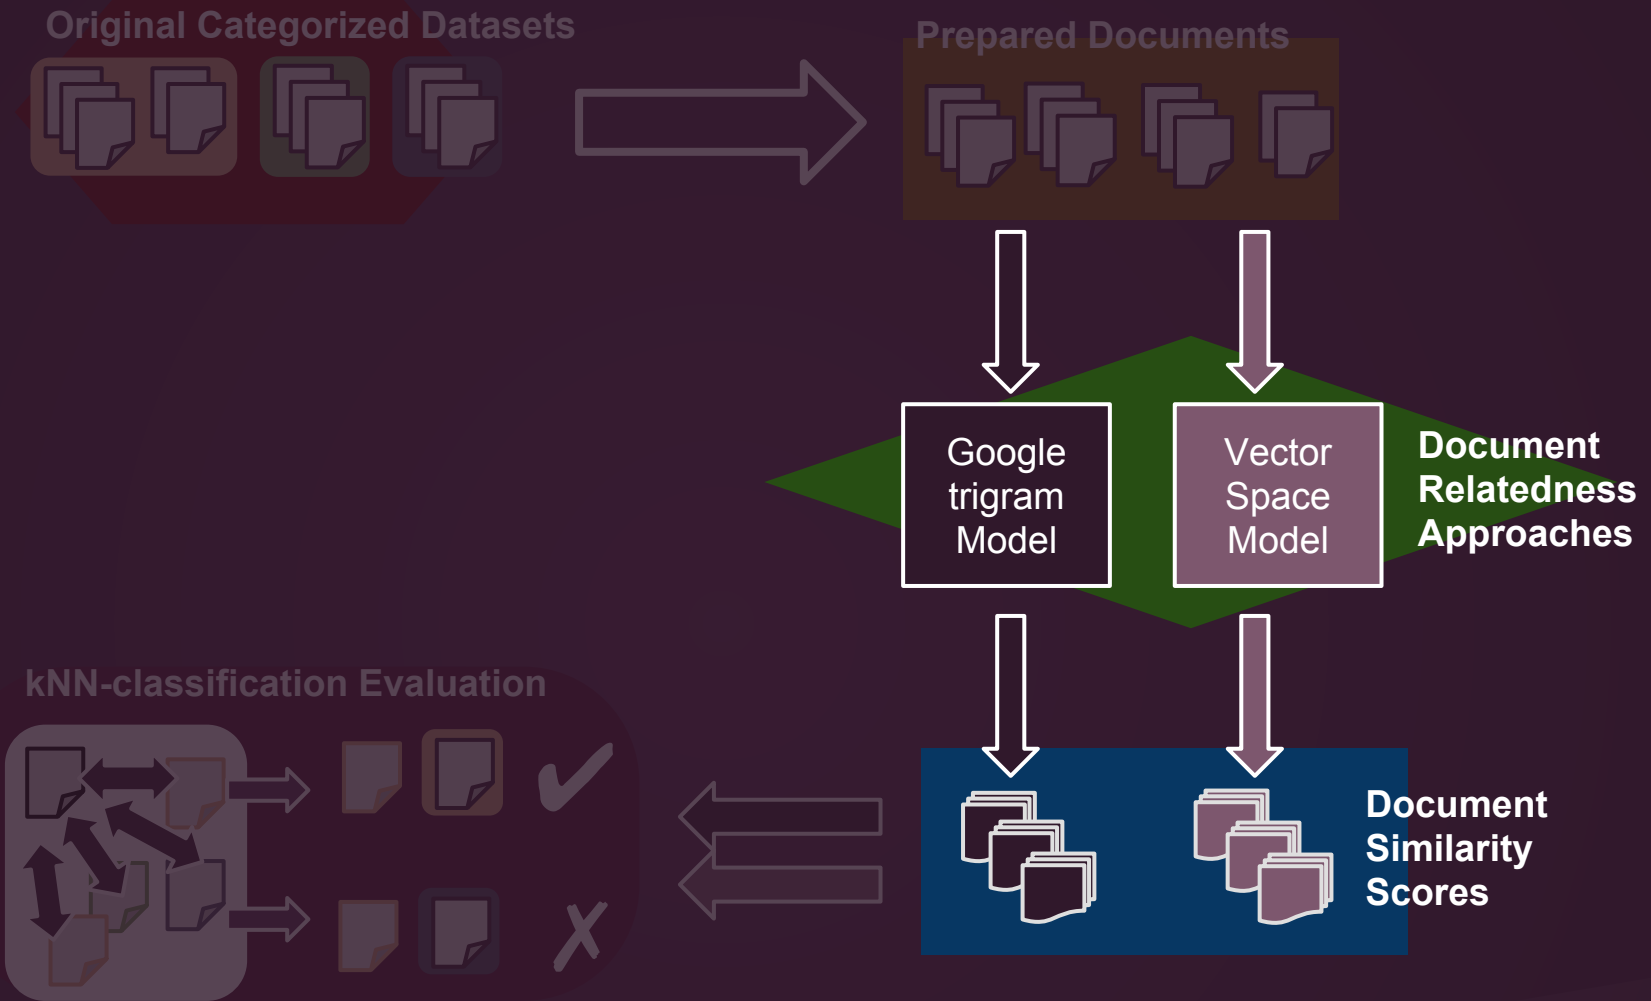 Original Categorized Datasets
Prepared Documents
Google
trigram
Model
Vector
Space
Model
Document
Relatedness
Approaches
kNN-classification Evaluation
Document
Similarity
Scores